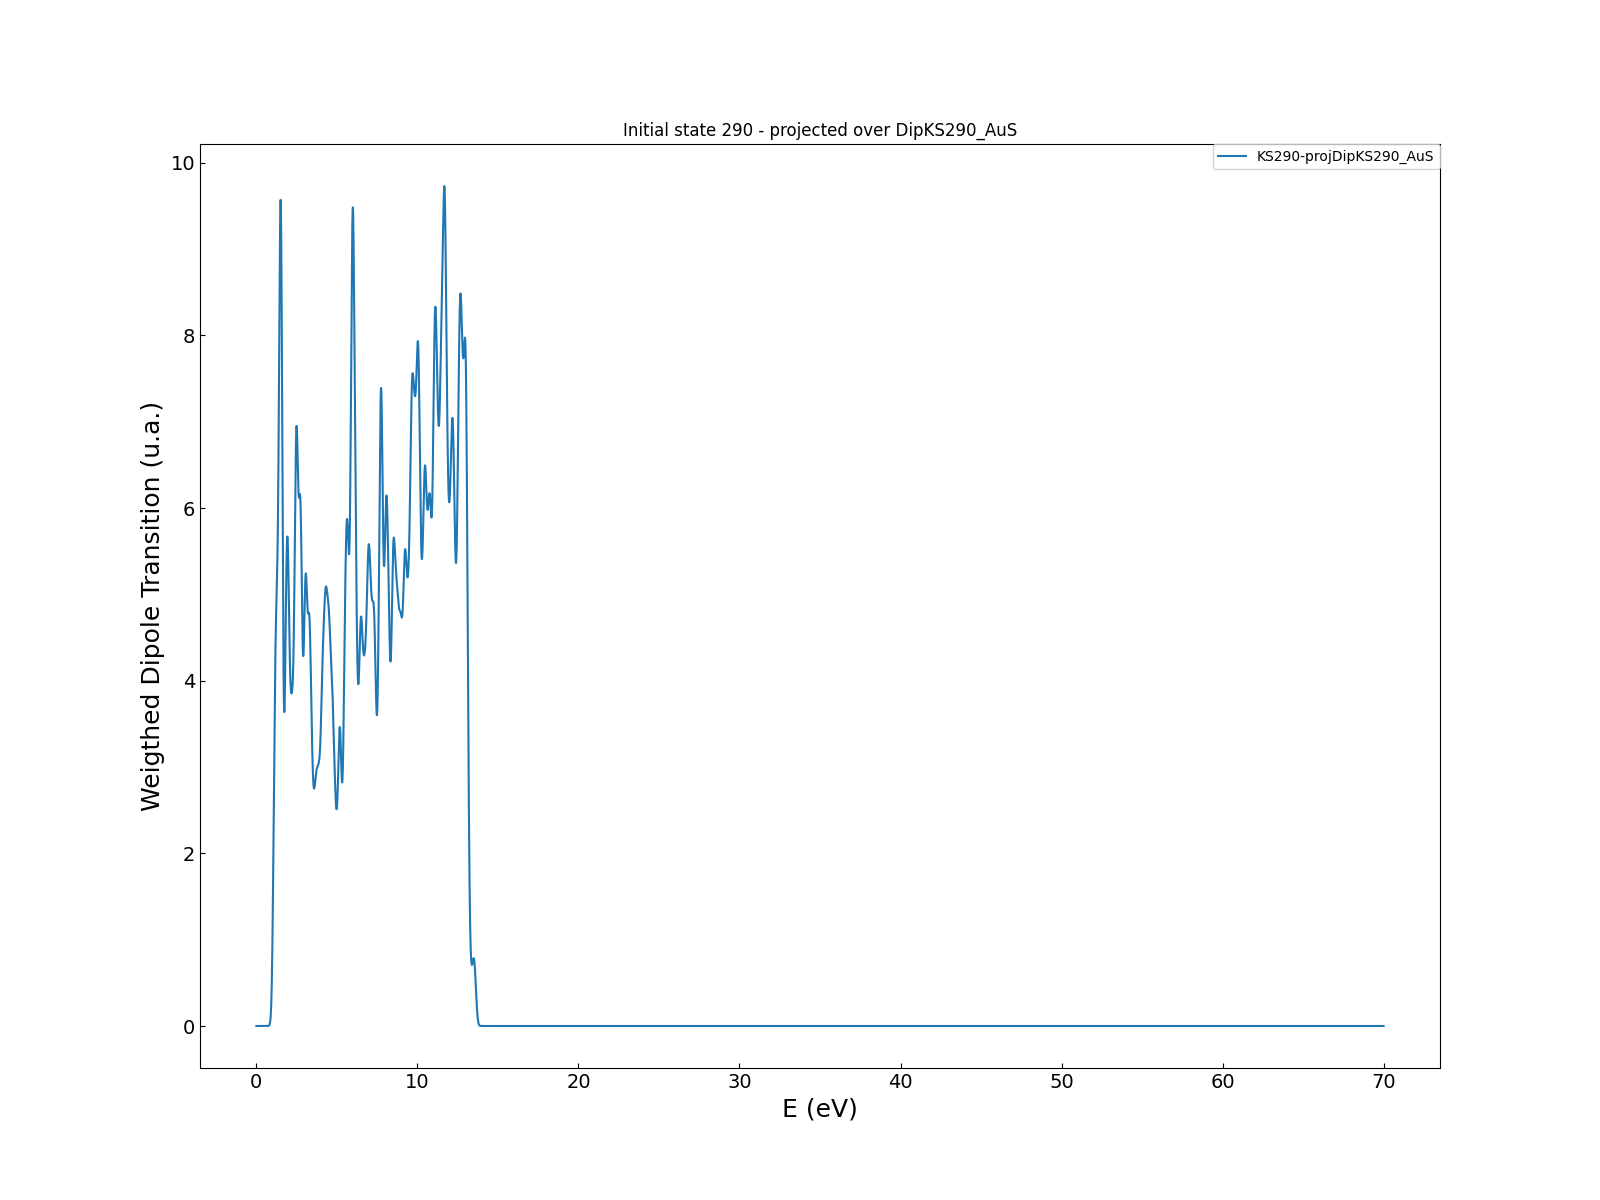 Initial state 290 - projected over DipKS290_AuS
KS290-projDipKS290_AuS
Weigthed Dipole Transition (u.a.)
10
8
6
4
2
0
0 10 20 30 40 50 60 70
E (eV)